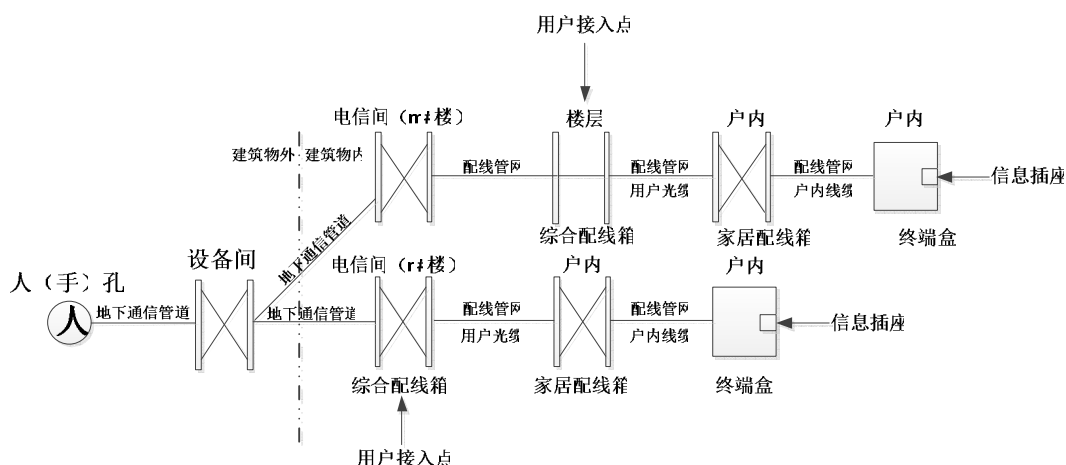 用户接入点
电信间（m#楼）
楼层
户内
户内
建筑物外
建筑物内
配线管网
配线管网
用户光缆
配线管网
户内线缆
信息插座
综合配线箱
家居配线箱
终端盒
地下通信管道
设备间
人（手）孔
人
地下通信管道
地下通信管道
电信间（n#楼）
户内
户内
配线管网
用户光缆
配线管网
户内线缆
信息插座
综合配线箱
家居配线箱
终端盒
用户接入点